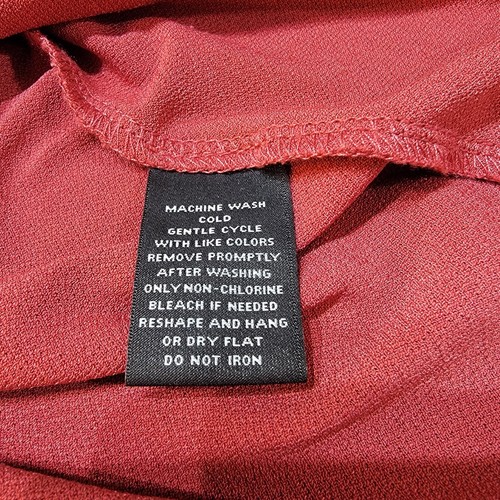 MACHINE WASH
COLD
GENTLE CYCLE
WITH LIKE COLORS
REMOVE PROMPTLY
AFTER WASHING
ONLY NON-CHLORINE
BLEACH IF NEEDED
RESHAPE AND HANG
OR DRY FLAT
DO NOT IRON